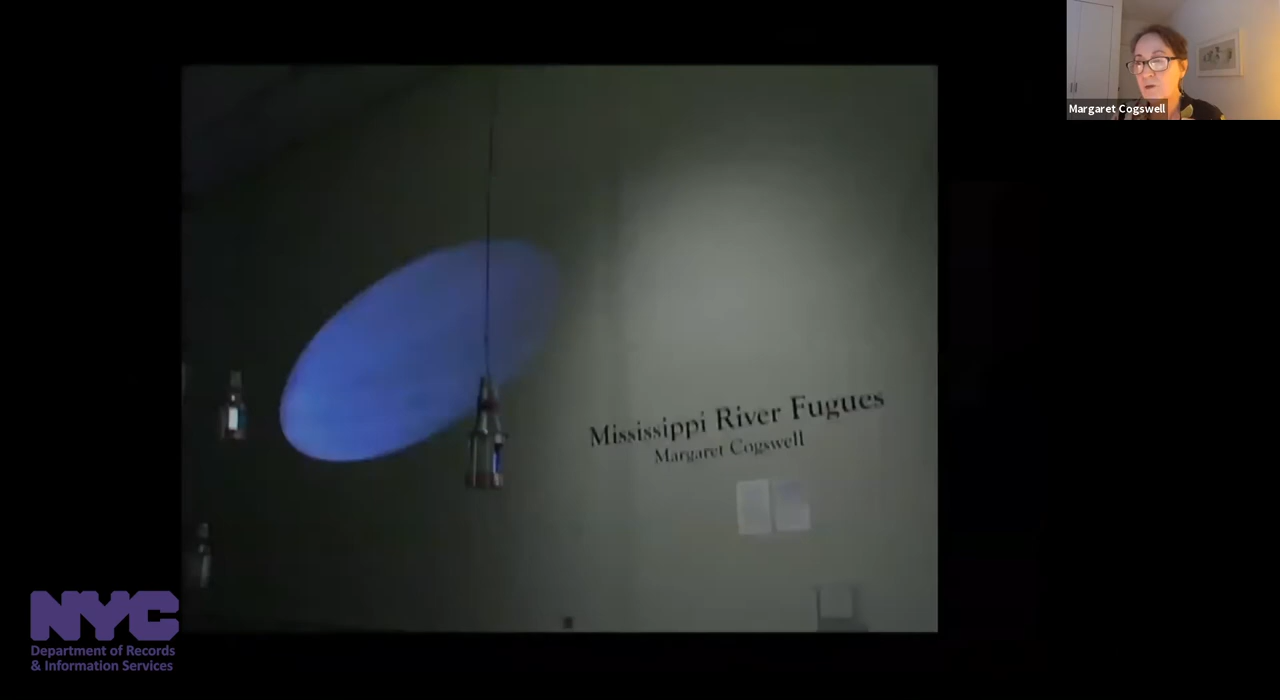 Margaret Cogswell
Mississippi River Fugues
Margaret Cogswell
NYC
Department of Records
& Information Services